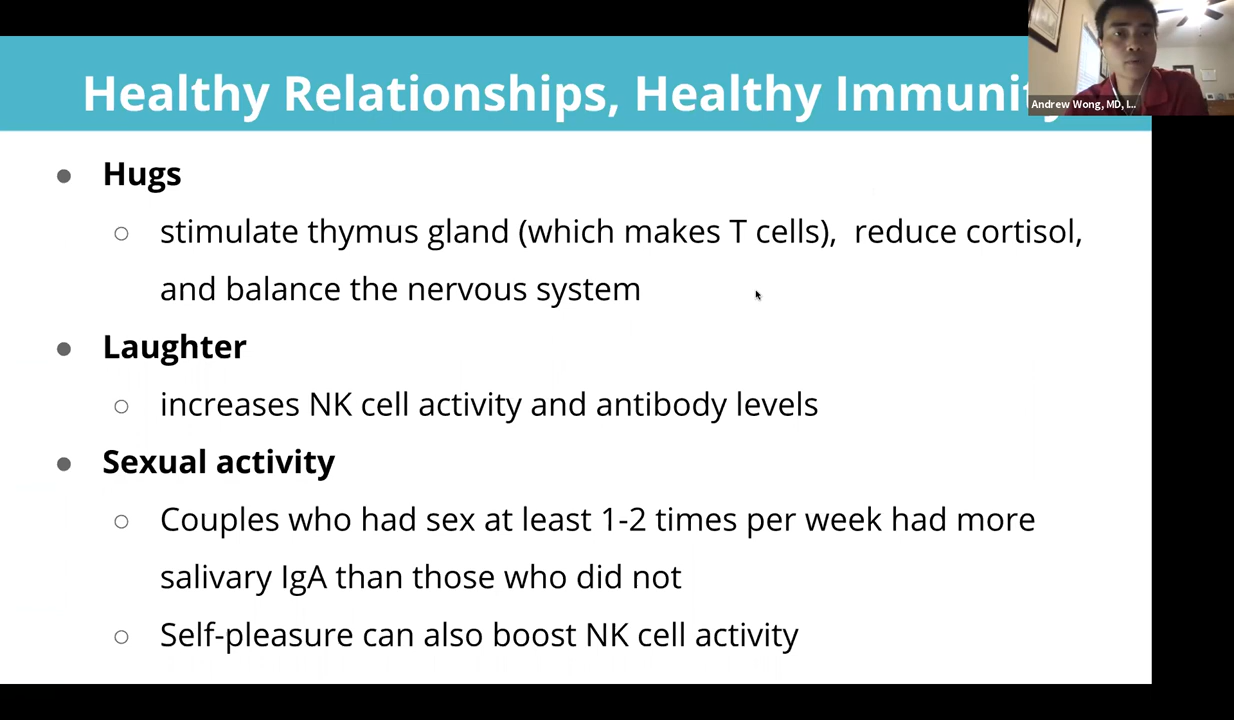 Healthy Relationships, Healthy Immunity
Andrew Wong, MD, L..
● Hugs
○ stimulate thymus gland (which makes T cells),  reduce cortisol,
and balance the nervous system
● Laughter
○ increases NK cell activity and antibody levels
● Sexual activity
○ Couples who had sex at least 1-2 times per week had more
salivary IgA than those who did not
○ Self-pleasure can also boost NK cell activity